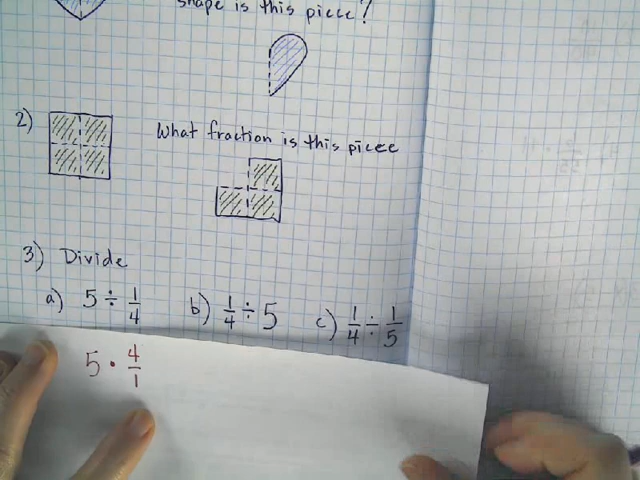 shape is this piece?
2)
What fraction is this piece
3) Divide
a) 5 ÷ 1/4 b) 1/4 ÷ 5 c) 1/4 ÷ 1/5
5 · 4/1